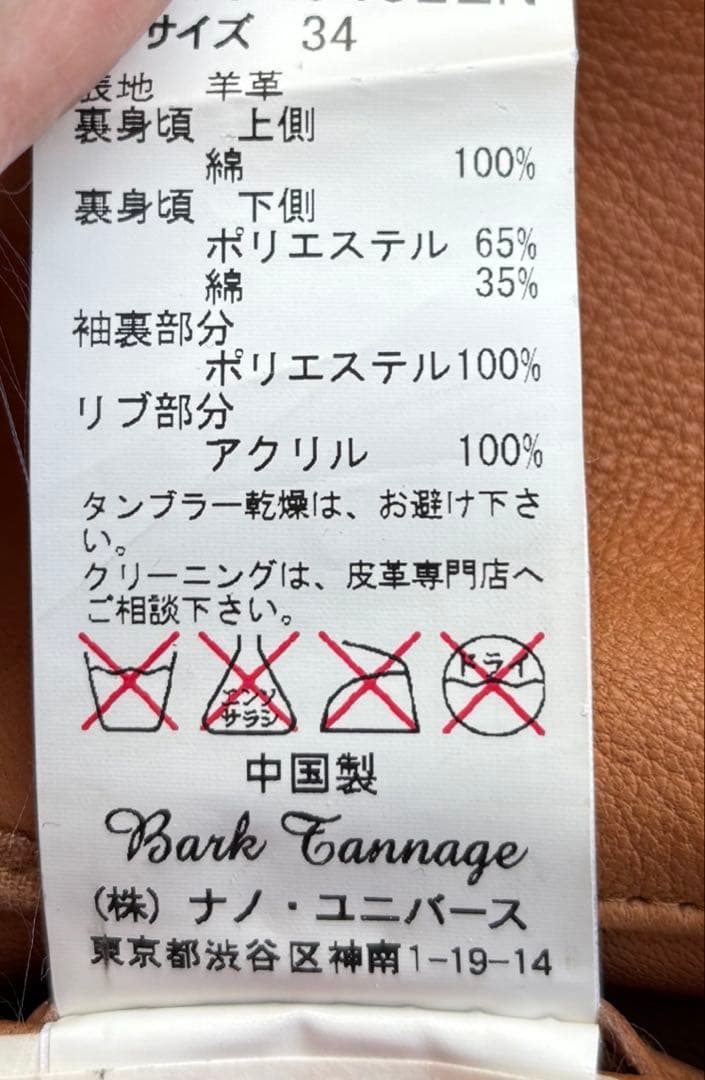 サイズ 34
表地 羊革
裏身頃 上側
綿 100%
裏身頃 下側
ポリエステル 65%
綿 35%
袖裏部分
ポリエステル100%
リブ部分
アクリル 100%
タンブラー乾燥は、お避け下さ
い。
クリーニングは、皮革専門店へ
ご相談下さい。
エンソ
サラシ
ドライ
中国製
Bark Tannage
(株) ナノ・ユニバース
東京都渋谷区神南1-19-14